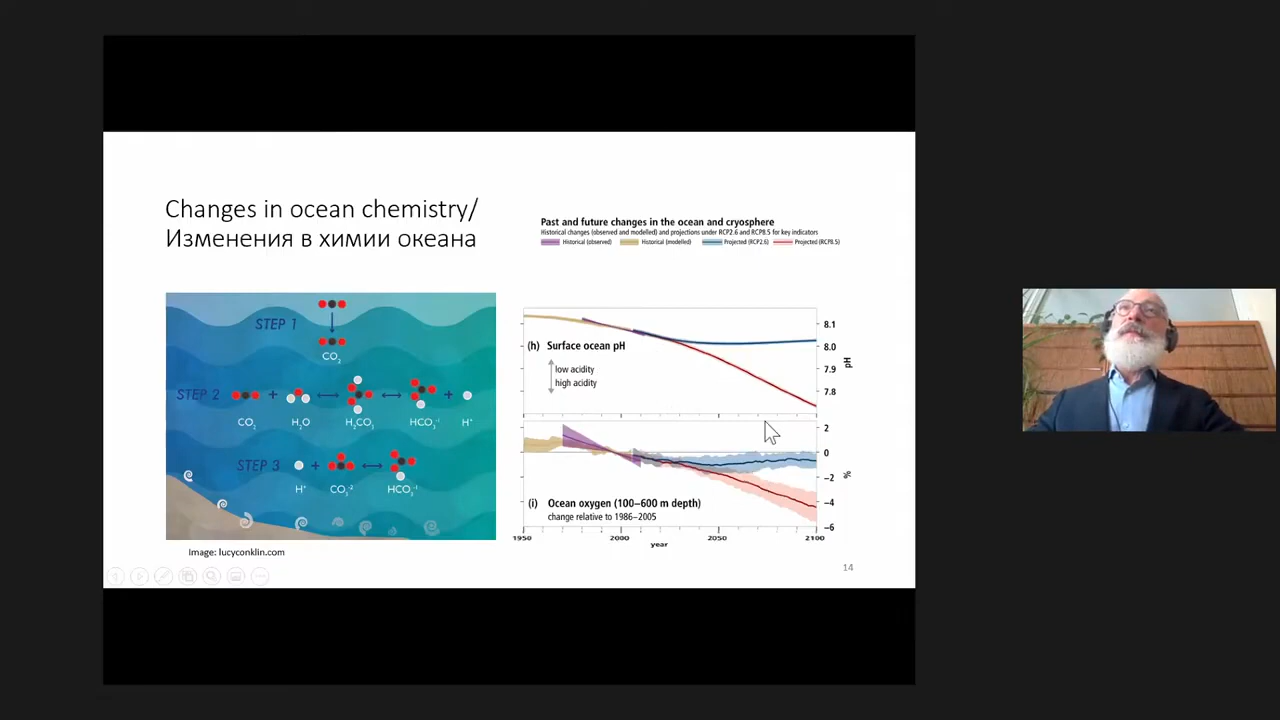 Changes in ocean chemistry/
Изменения в химии океана
STEP 1
CO₂
STEP 2
+
+
CO₂
H₂O
H₂CO₃
HCO₃⁻¹
H⁺
STEP 3
+
H⁺
CO₃⁻²
HCO₃⁻¹
Image: lucyconklin.com
Past and future changes in the ocean and cryosphere
Historical changes (observed and modelled) and projections under RCP2.6 and RCP8.5 for key indicators
Historical (observed) Historical (modelled) Projected (RCP2.6) Projected (RCP8.5)
(h) Surface ocean pH
low acidity
high acidity
8.1
8.0
7.9
7.8
pH
2
0
−2
−4
−6
%
(i) Ocean oxygen (100–600 m depth)
change relative to 1986–2005
1950 2000 2050 2100
year
14